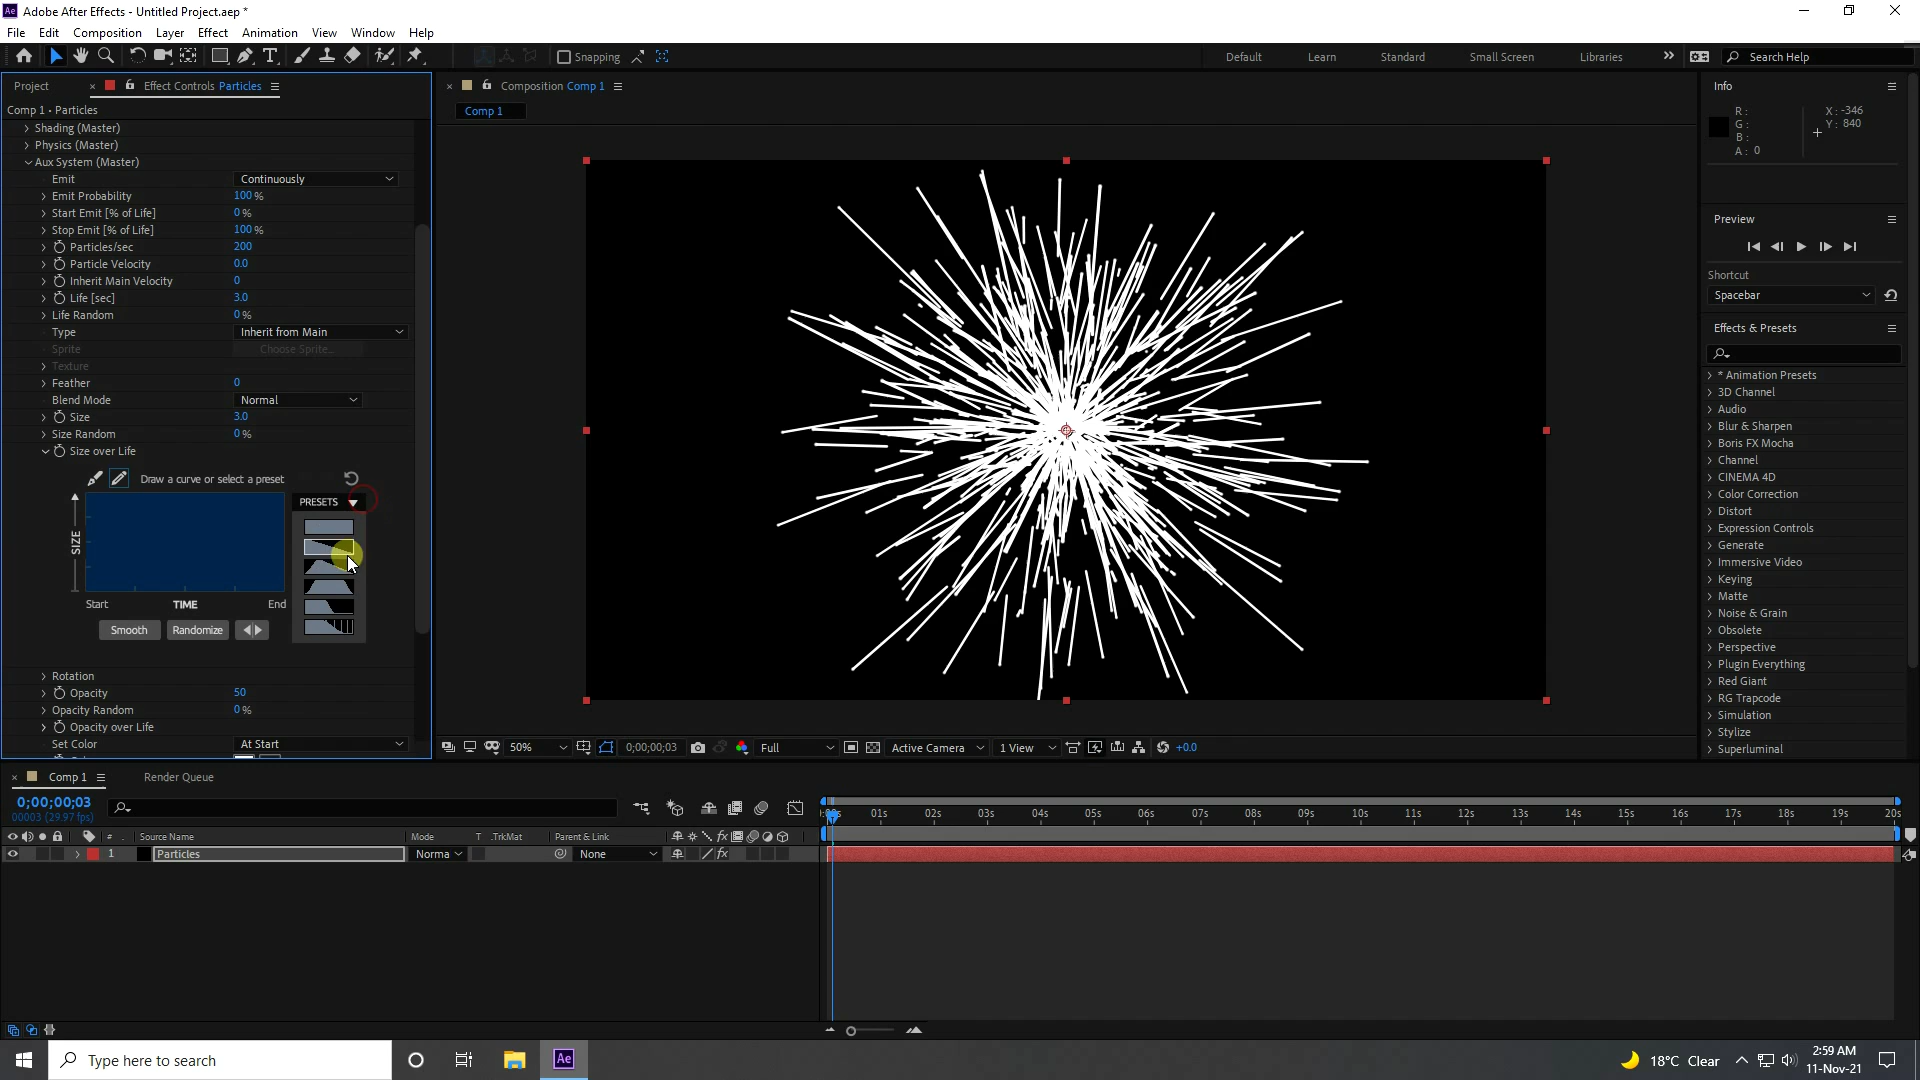 Adobe After Effects - Untitled Project.aep *
File Edit Composition Layer Effect Animation View Window Help
Snapping
Default Learn Standard Small Screen Libraries Search Help
Project Effect Controls Particles
Comp 1 • Particles
Shading (Master)
Physics (Master)
Aux System (Master)
Emit Continuously
Emit Probability 100 %
Start Emit [% of Life] 0 %
Stop Emit [% of Life] 100 %
Particles/sec 200
Particle Velocity 0.0
Inherit Main Velocity 0
Life [sec] 3.0
Life Random 0 %
Type Inherit from Main
Sprite Choose Sprite...
Texture
Feather 0
Blend Mode Normal
Size 3.0
Size Random 0 %
Size over Life
Draw a curve or select a preset
PRESETS
SIZE
Start TIME End
Smooth Randomize
Rotation
Opacity 50
Opacity Random 0 %
Opacity over Life
Set Color At Start
Composition Comp 1
Comp 1
50% 0;00;00;03 Full Active Camera 1 View +0.0
Info
R : X : -346
G : Y : 840
B :
A : 0
Preview
Shortcut
Spacebar
Effects & Presets
* Animation Presets
3D Channel
Audio
Blur & Sharpen
Boris FX Mocha
Channel
CINEMA 4D
Color Correction
Distort
Expression Controls
Generate
Immersive Video
Keying
Matte
Noise & Grain
Obsolete
Perspective
Plugin Everything
Red Giant
RG Trapcode
Simulation
Stylize
Superluminal
Comp 1 Render Queue
0;00;00;03
00003 (29.97 fps)
01s 02s 03s 04s 05s 06s 07s 08s 09s 10s 11s 12s 13s 14s 15s 16s 17s 18s 19s 20s
# Source Name Mode T .TrkMat Parent & Link
1 Particles Norma None
Type here to search
Ae
18°C Clear
2:59 AM
11-Nov-21